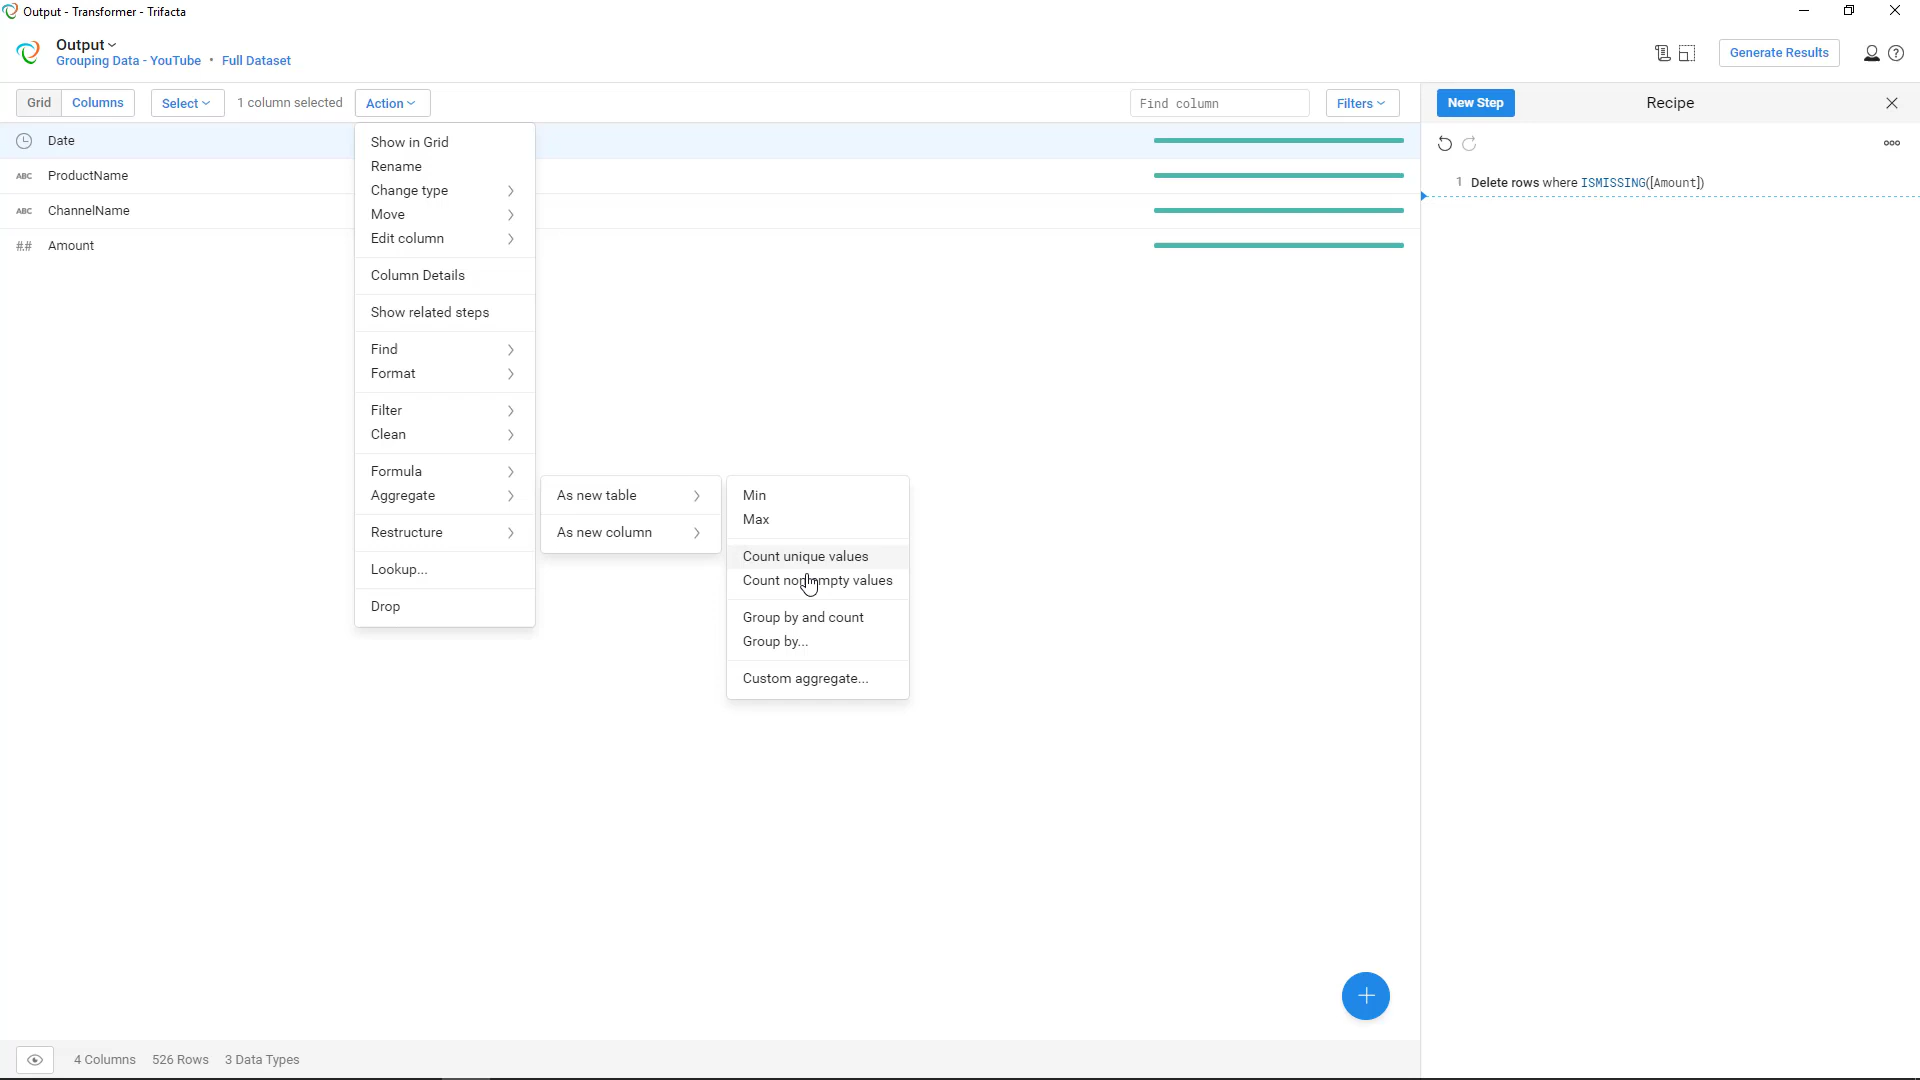 Output - Transformer - Trifacta
Output
Grouping Data - YouTube • Full Dataset
Generate Results
Grid Columns Select 1 column selected Action Find column Filters New Step Recipe
Date
ABC ProductName
ABC ChannelName
## Amount
Show in Grid
Rename
Change type
Move
Edit column
Column Details
Show related steps
Find
Format
Filter
Clean
Formula
Aggregate
Restructure
Lookup...
Drop
As new table
As new column
Min
Max
Count unique values
Count empty values
Group by and count
Group by...
Custom aggregate...
1 Delete rows where ISMISSING([Amount])
4 Columns 526 Rows 3 Data Types